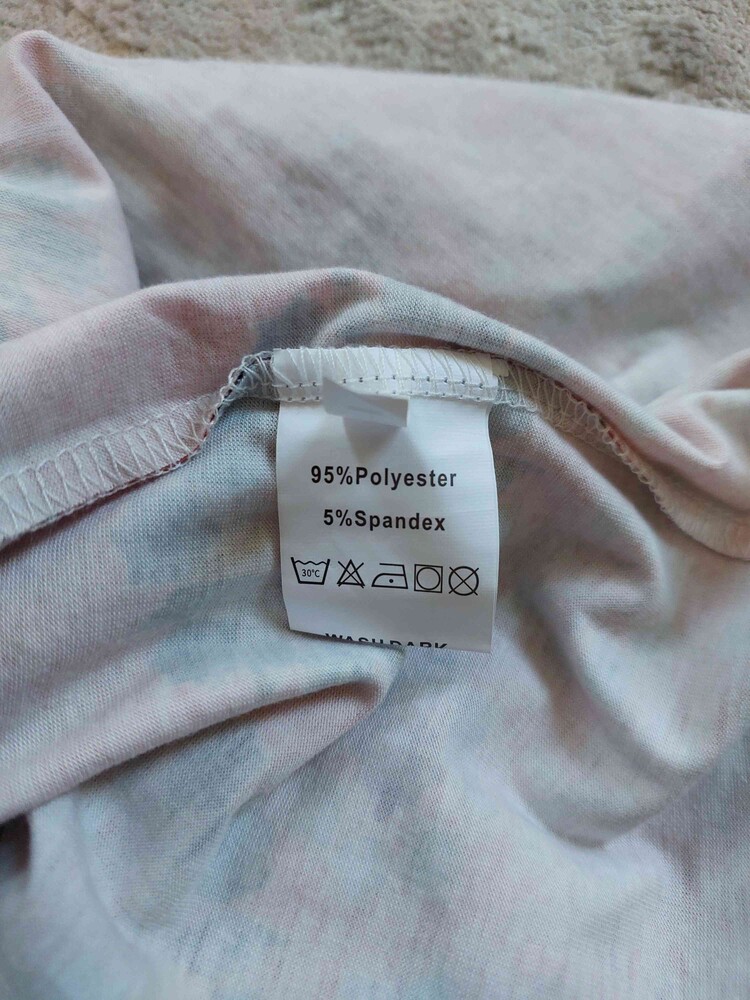 95%Polyester
5%Spandex
30°C
WASH DARK